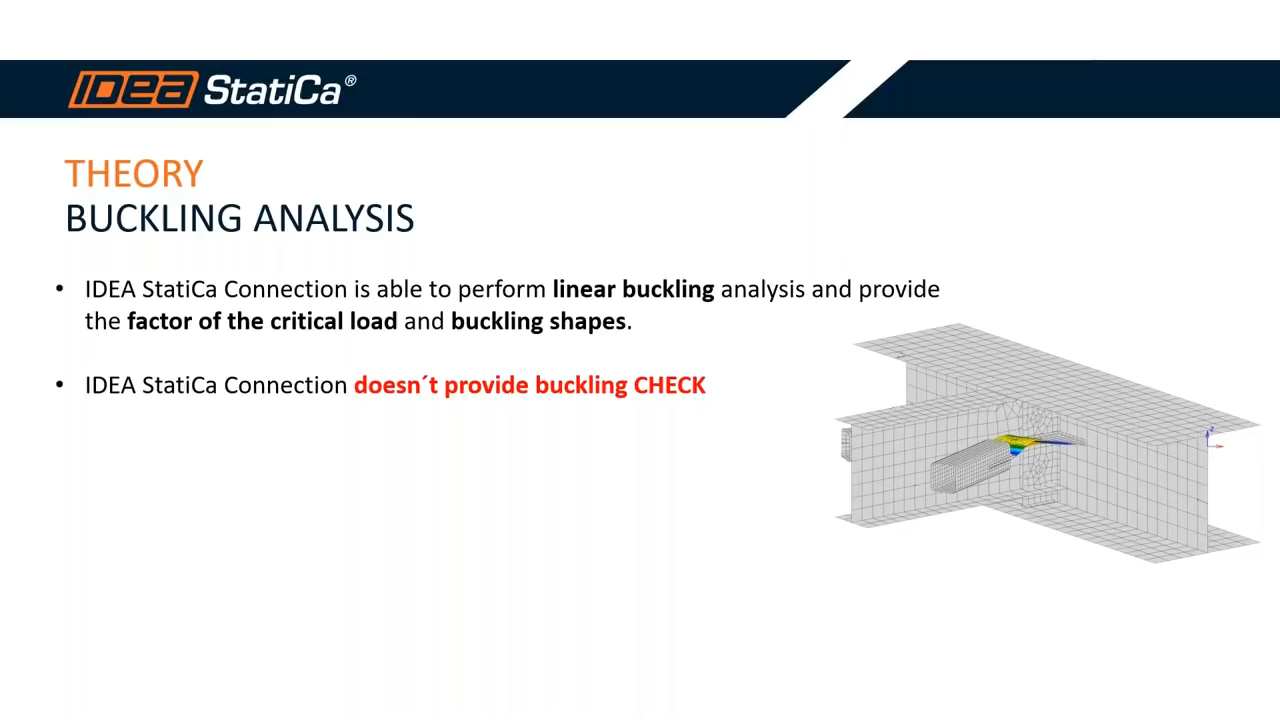 IDEA StatiCa®
THEORY
BUCKLING ANALYSIS
• IDEA StatiCa Connection is able to perform linear buckling analysis and provide
the factor of the critical load and buckling shapes.
• IDEA StatiCa Connection doesn´t provide buckling CHECK
z